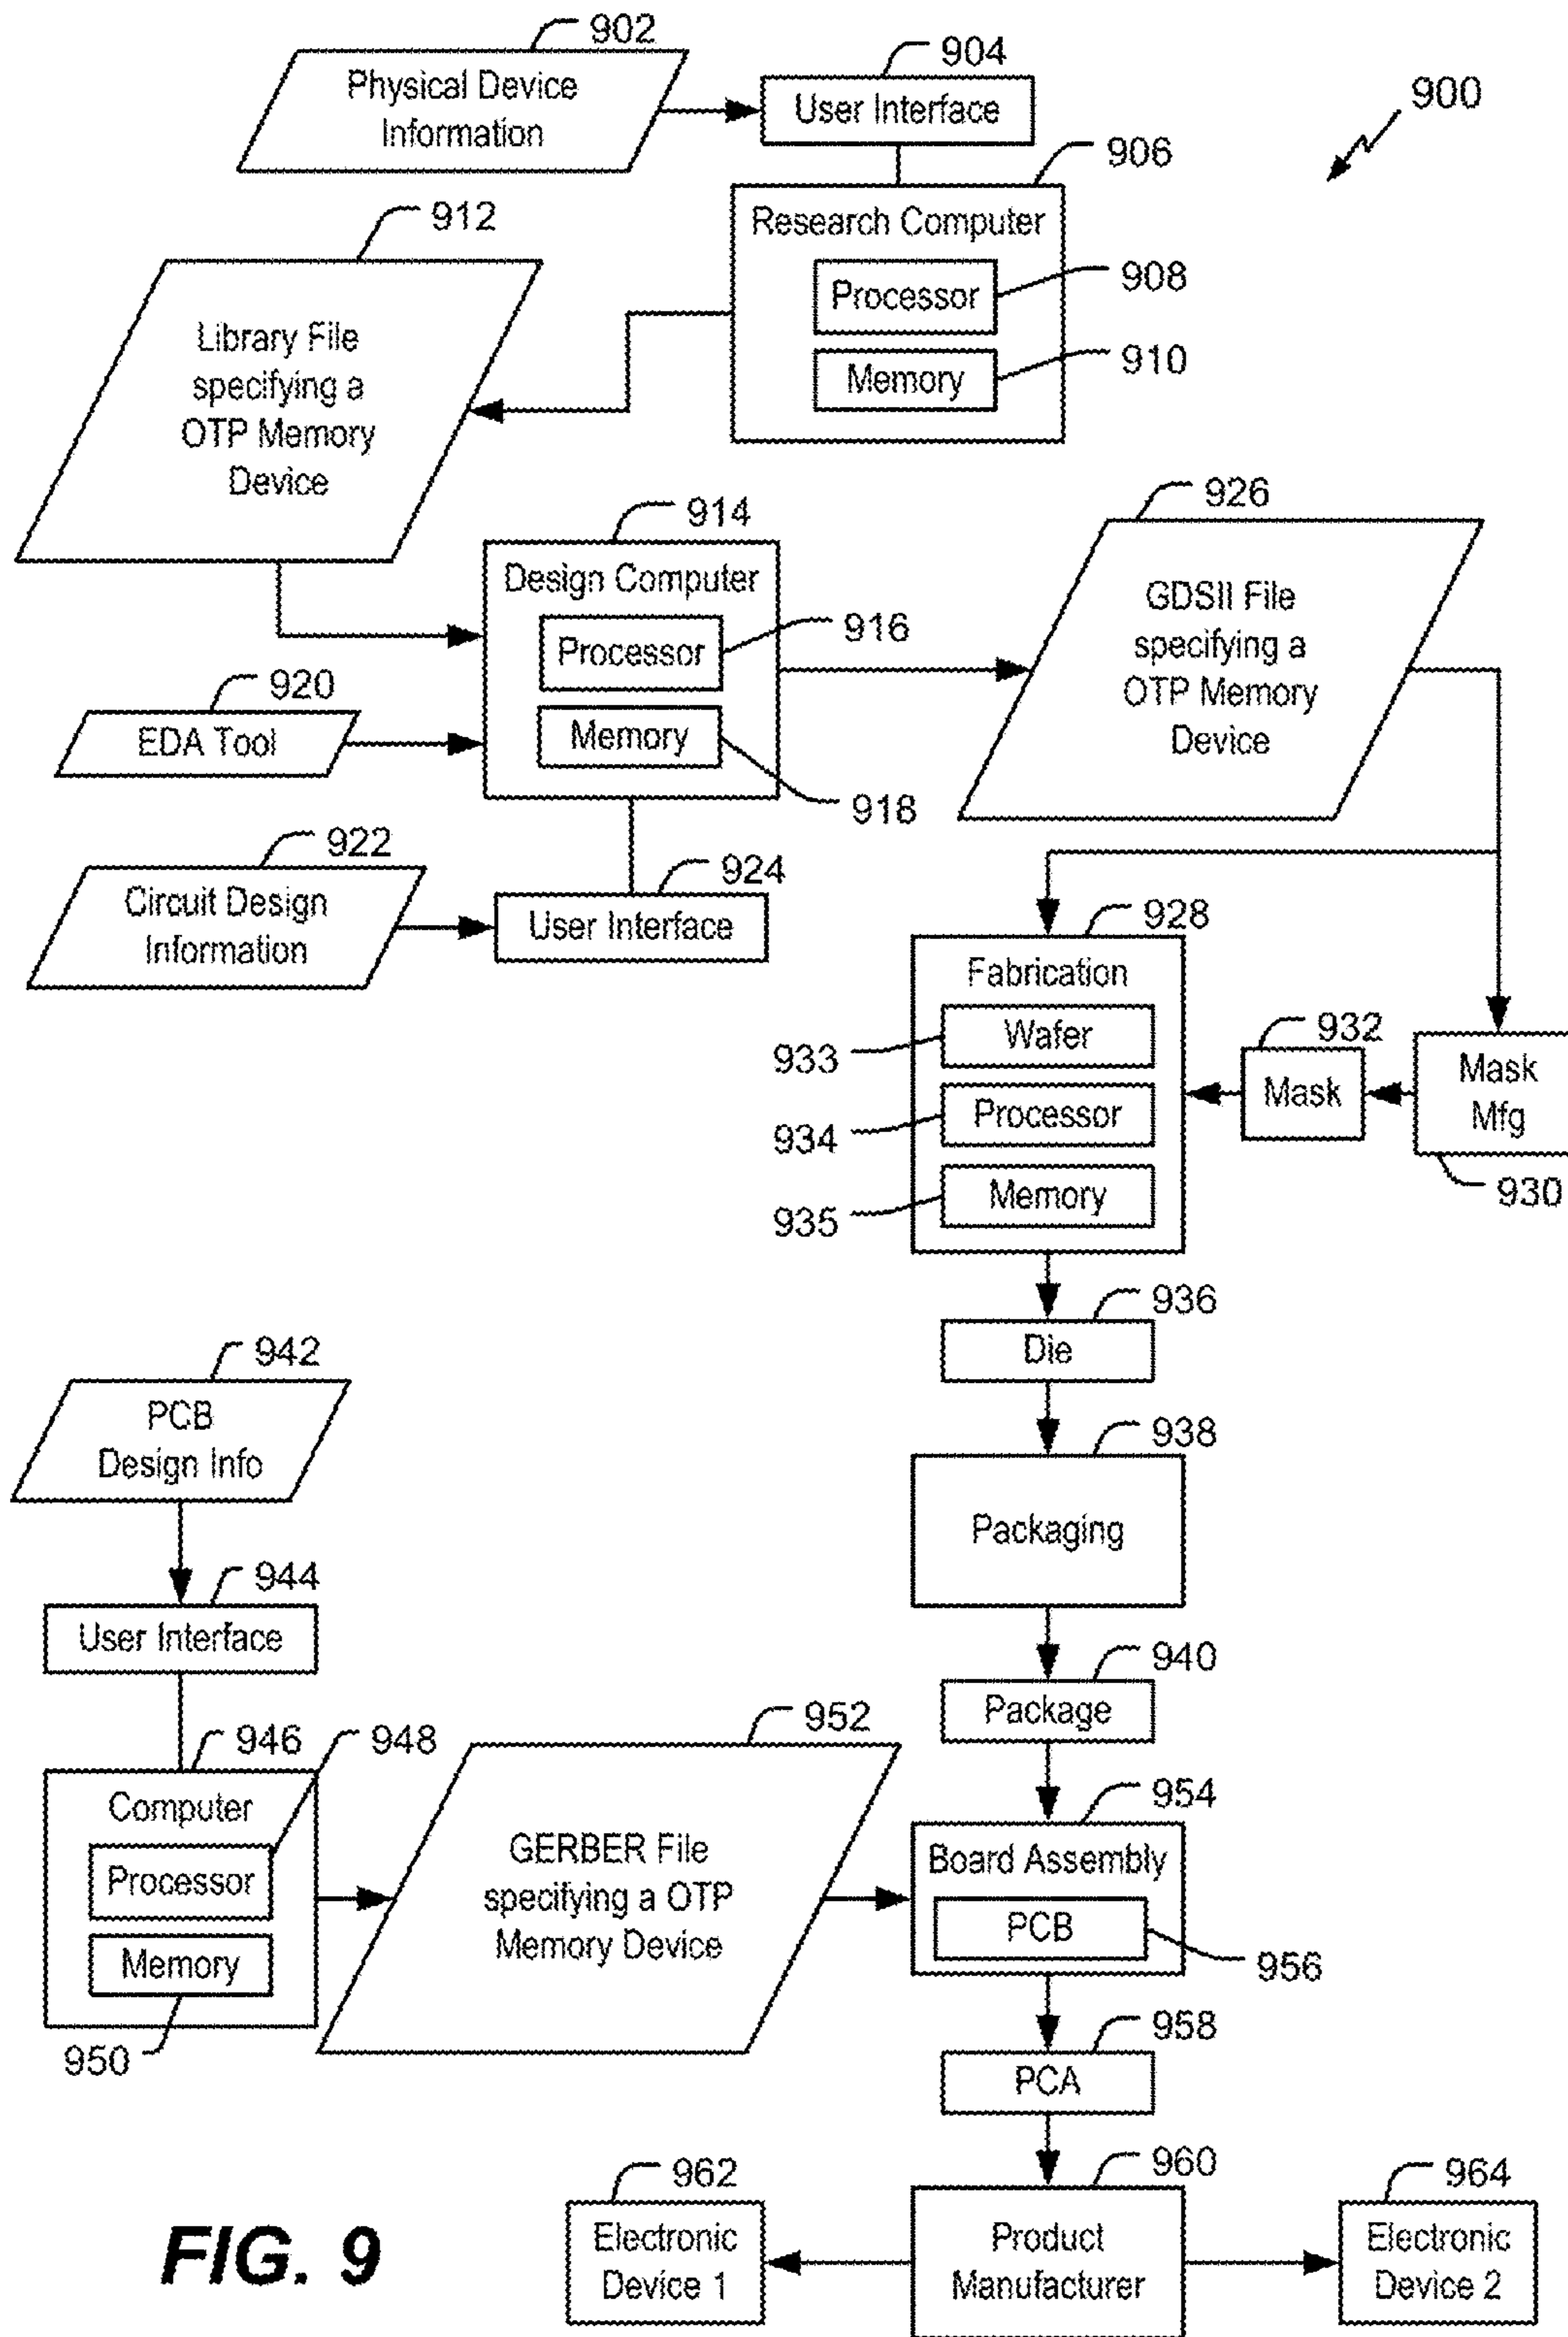 902
Physical Device
Information
904
User Interface
900
906
Research Computer
Processor
908
Memory
910
912
Library File
specifying a
OTP Memory
Device
914
Design Computer
Processor
916
Memory
918
920
EDA Tool
922
Circuit Design
Information
924
User Interface
926
GDSII File
specifying a
OTP Memory
Device
928
Fabrication
Wafer
933
Processor
934
Memory
935
932
Mask
Mask
Mfg
930
936
Die
938
Packaging
940
Package
942
PCB
Design Info
944
User Interface
946
948
Computer
Processor
Memory
950
952
GERBER File
specifying a OTP
Memory Device
954
Board Assembly
PCB
956
958
PCA
960
Product
Manufacturer
962
Electronic
Device 1
964
Electronic
Device 2
FIG. 9